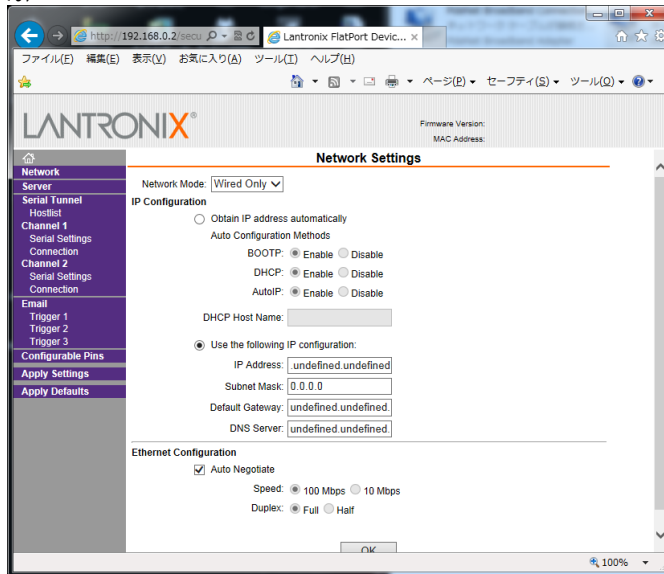 http://192.168.0.2/secu
Lantronix FlatPort Devic... ×
ファイル(F) 編集(E) 表示(V) お気に入り(A) ツール(T) ヘルプ(H)
ページ(P) セーフティ(S) ツール(O)
LANTRONIX®
Firmware Version:
MAC Address:
Network Settings
Network
Server
Serial Tunnel
Hostlist
Channel 1
Serial Settings
Connection
Channel 2
Serial Settings
Connection
Email
Trigger 1
Trigger 2
Trigger 3
Configurable Pins
Apply Settings
Apply Defaults
Network Mode: Wired Only
IP Configuration
Obtain IP address automatically
Auto Configuration Methods
BOOTP: Enable Disable
DHCP: Enable Disable
AutoIP: Enable Disable
DHCP Host Name:
Use the following IP configuration:
IP Address: .undefined.undefined
Subnet Mask: 0.0.0.0
Default Gateway: undefined.undefined.
DNS Server: undefined.undefined.
Ethernet Configuration
Auto Negotiate
Speed: 100 Mbps 10 Mbps
Duplex: Full Half
OK
100%